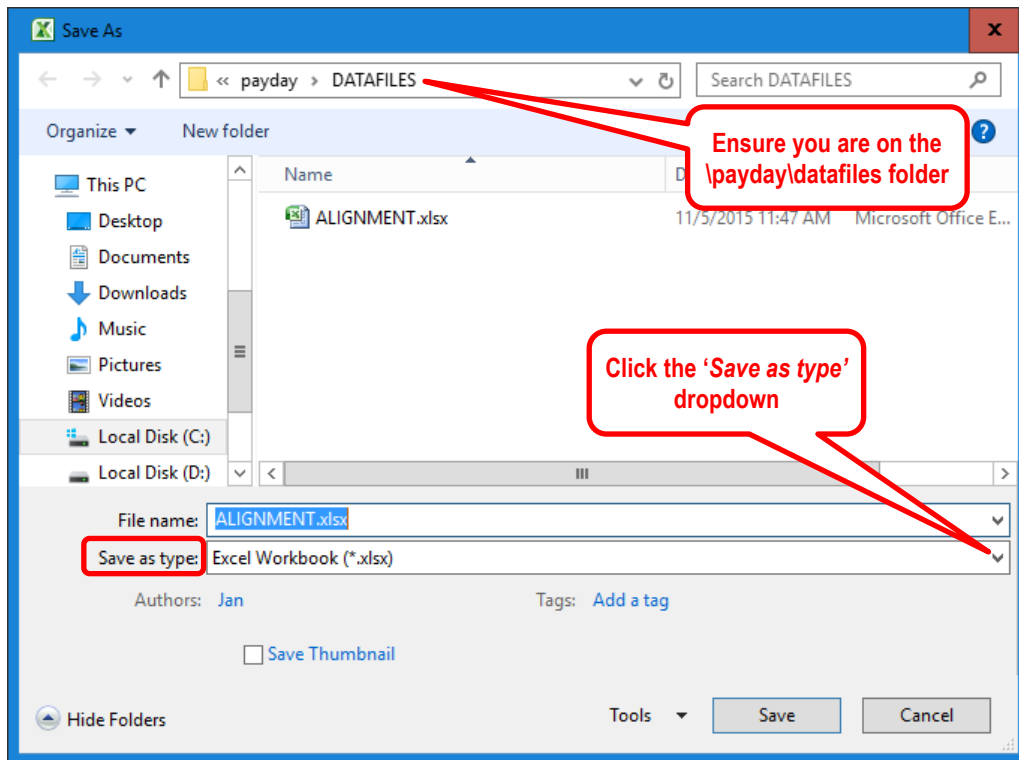 Save As
x
« payday > DATAFILES
Search DATAFILES
Organize
New folder
?
Ensure you are on the
\payday\datafiles folder
This PC
Desktop
Documents
Downloads
Music
Pictures
Videos
Local Disk (C:)
Local Disk (D:)
Name
D
ALIGNMENT.xlsx 11/5/2015 11:47 AM Microsoft Office E...
Click the ‘Save as type’
dropdown
File name: ALIGNMENT.xlsx
Save as type: Excel Workbook (*.xlsx)
Authors: Jan Tags: Add a tag
Save Thumbnail
Hide Folders Tools Save Cancel